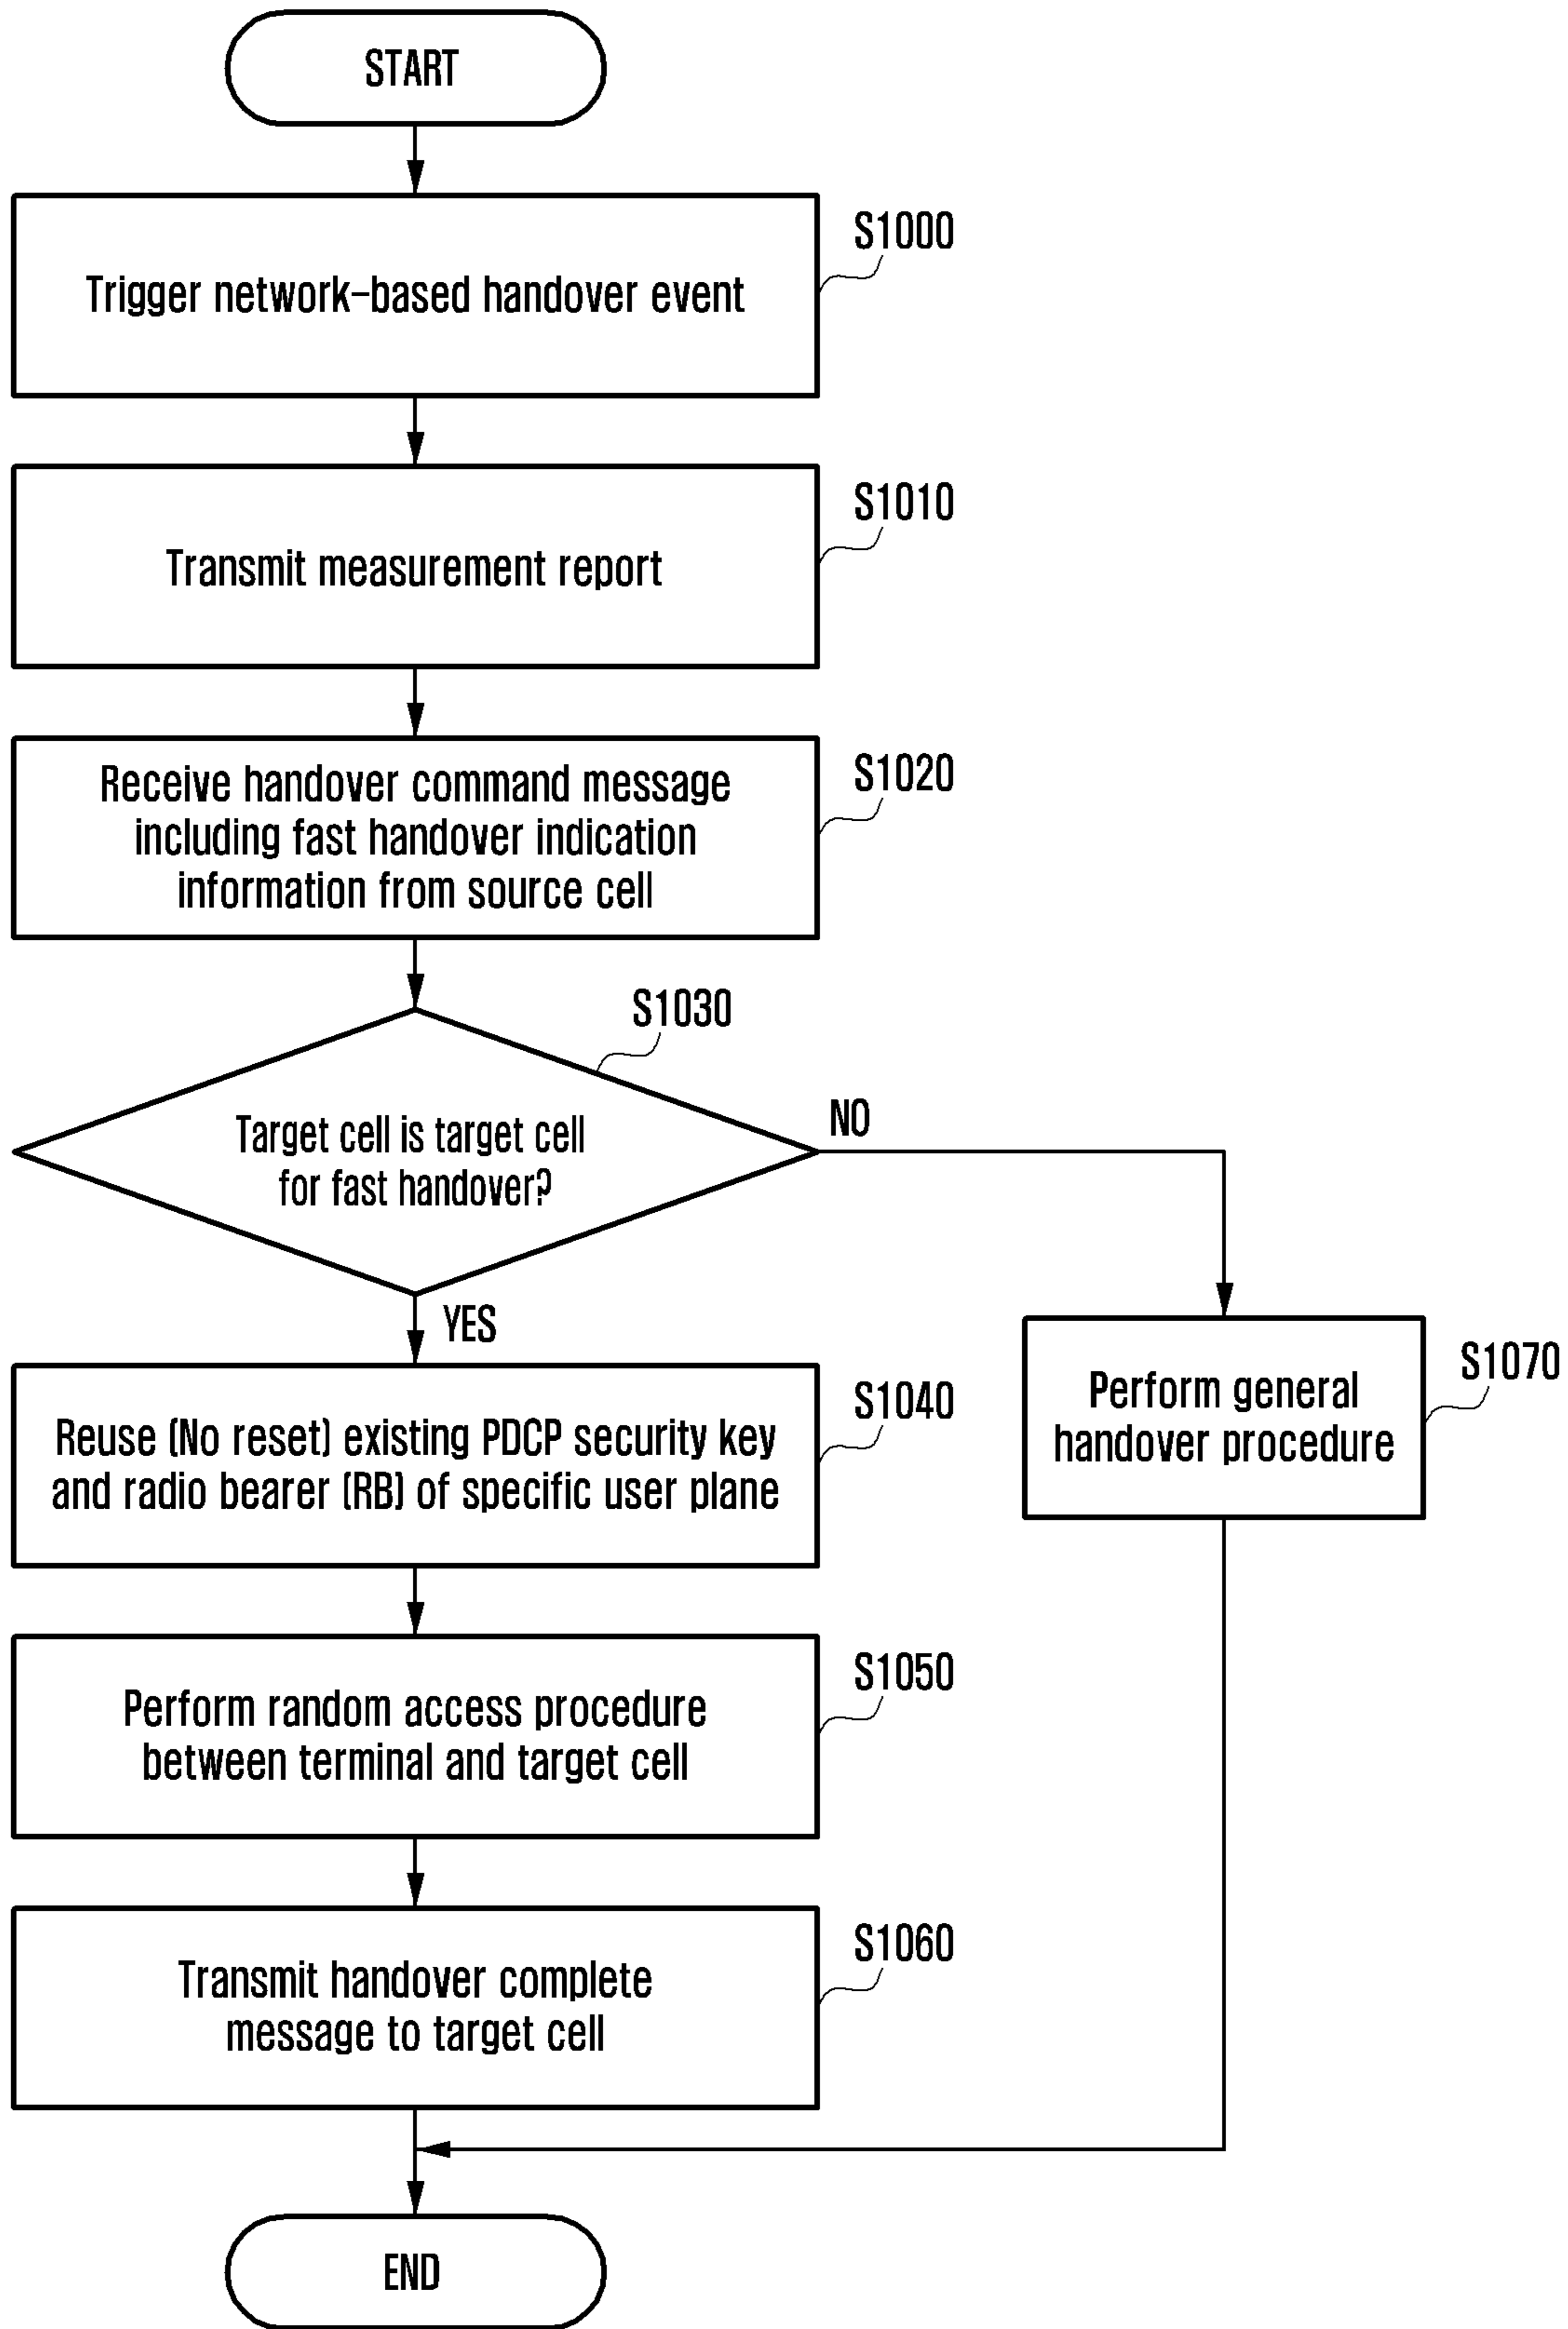 START
Trigger network-based handover event
S1000
Transmit measurement report
S1010
Receive handover command message
including fast handover indication
information from source cell
S1020
S1030
Target cell is target cell
for fast handover?
NO
YES
Reuse (No reset) existing PDCP security key
and radio bearer (RB) of specific user plane
S1040
Perform general
handover procedure
S1070
Perform random access procedure
between terminal and target cell
S1050
Transmit handover complete
message to target cell
S1060
END